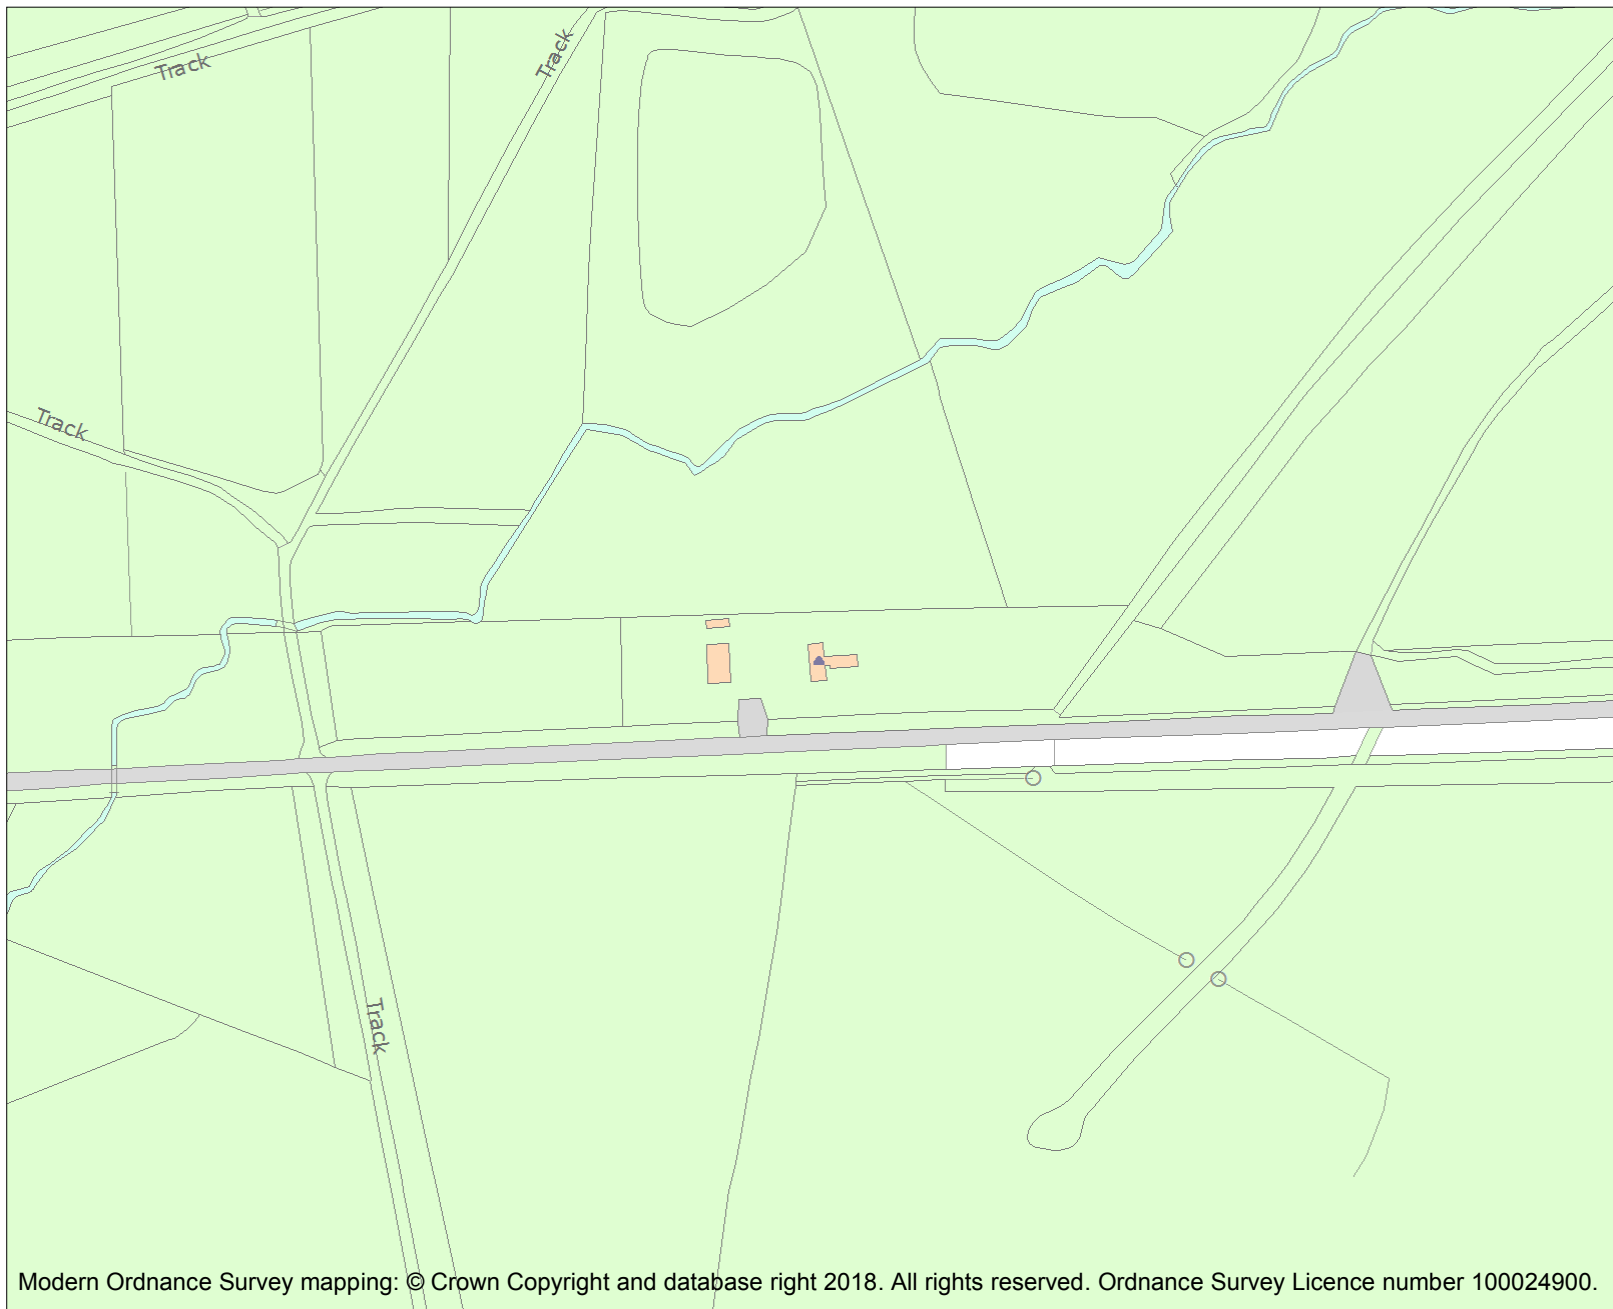 Track
Track
Track
Track
Modern Ordnance Survey mapping: © Crown Copyright and database right 2018. All rights reserved. Ordnance Survey Licence number 100024900.